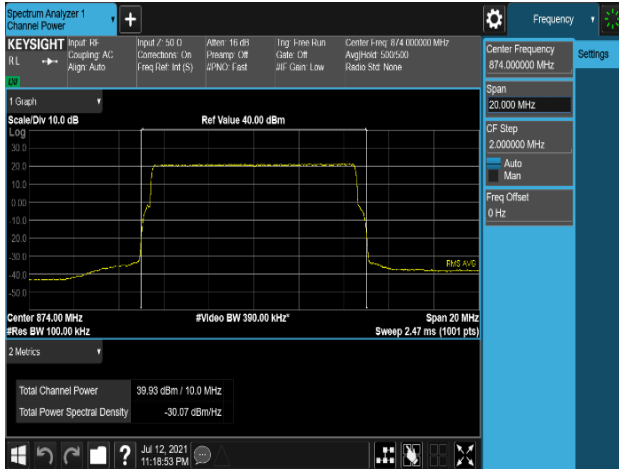 Spectrum Analyzer 1
Channel Power
Frequency
KEYSIGHT
RL
Input: RF
Coupling: AC
Align: Auto
Input Z: 50 Ω
Corrections: On
Freq Ref: Int (S)
Atten: 16 dB
Preamp: Off
#PNO: Fast
Trig: Free Run
Gate: Off
#IF Gain: Low
Center Freq: 874.000000 MHz
Avg|Hold: 500/500
Radio Std: None
Center Frequency
874.000000 MHz
Settings
Span
20.000 MHz
CF Step
2.000000 MHz
Auto
Man
Freq Offset
0 Hz
1 Graph
Scale/Div 10.0 dB
Ref Value 40.00 dBm
Log
30.0
20.0
10.0
0.00
-10.0
-20.0
-30.0
-40.0
-50.0
RMS AVG
Center 874.00 MHz
#Video BW 390.00 kHz*
Span 20 MHz
#Res BW 100.00 kHz
Sweep 2.47 ms (1001 pts)
2 Metrics
Total Channel Power
39.93 dBm / 10.0 MHz
Total Power Spectral Density
-30.07 dBm/Hz
?
Jul 12, 2021
11:18:53 PM